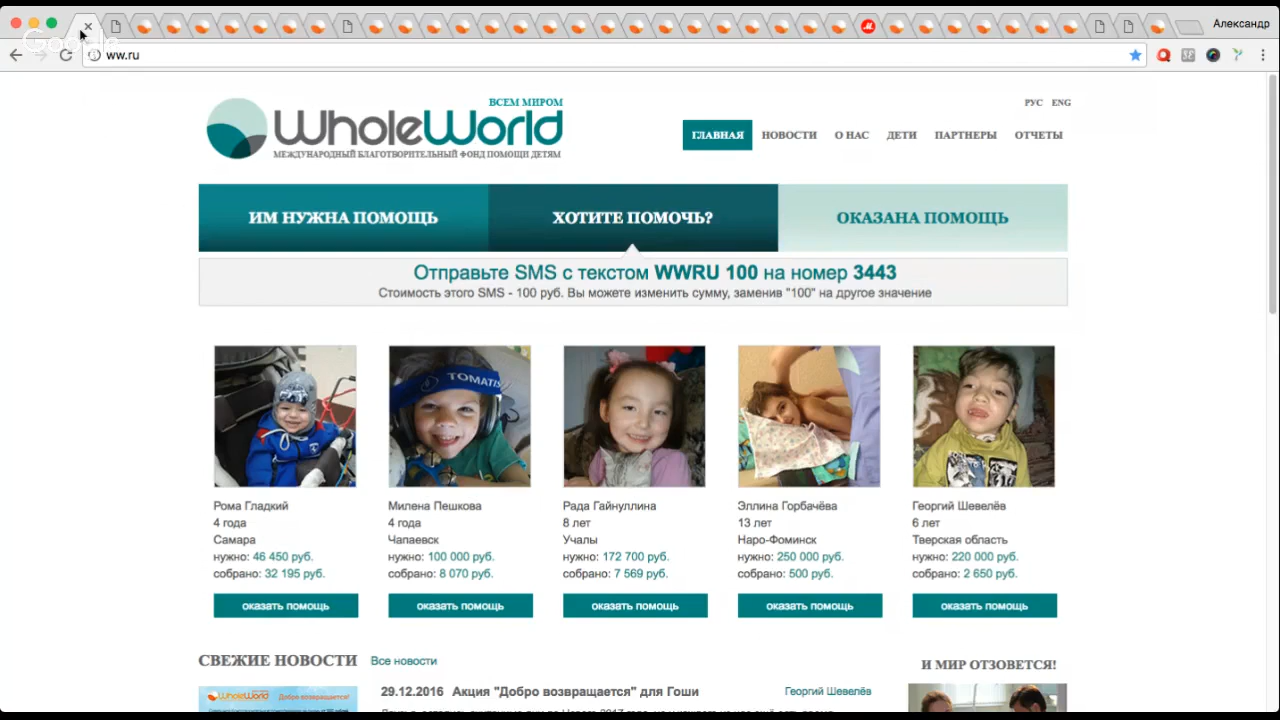 Александр
Google
ww.ru
ВСЕМ МИРОМ
WholeWorld
МЕЖДУНАРОДНЫЙ БЛАГОТВОРИТЕЛЬНЫЙ ФОНД ПОМОЩИ ДЕТЯМ
РУС ENG
ГЛАВНАЯ НОВОСТИ О НАС ДЕТИ ПАРТНЕРЫ ОТЧЕТЫ
ИМ НУЖНА ПОМОЩЬ ХОТИТЕ ПОМОЧЬ? ОКАЗАНА ПОМОЩЬ
Отправьте SMS с текстом WWRU 100 на номер 3443
Стоимость этого SMS - 100 руб. Вы можете изменить сумму, заменив "100" на другое значение
TOMATIS
Рома Гладкий
4 года
Самара
нужно: 46 450 руб.
собрано: 32 195 руб.
оказать помощь
Милена Пешкова
4 года
Чапаевск
нужно: 100 000 руб.
собрано: 8 070 руб.
оказать помощь
Рада Гайнуллина
8 лет
Учалы
нужно: 172 700 руб.
собрано: 7 569 руб.
оказать помощь
Эллина Горбачёва
13 лет
Наро-Фоминск
нужно: 250 000 руб.
собрано: 500 руб.
оказать помощь
Георгий Шевелёв
6 лет
Тверская область
нужно: 220 000 руб.
собрано: 2 650 руб.
оказать помощь
СВЕЖИЕ НОВОСТИ Все новости
И МИР ОТЗОВЕТСЯ!
WholeWorld Добро возвращается!
29.12.2016 Акция "Добро возвращается" для Гоши
Георгий Шевелёв